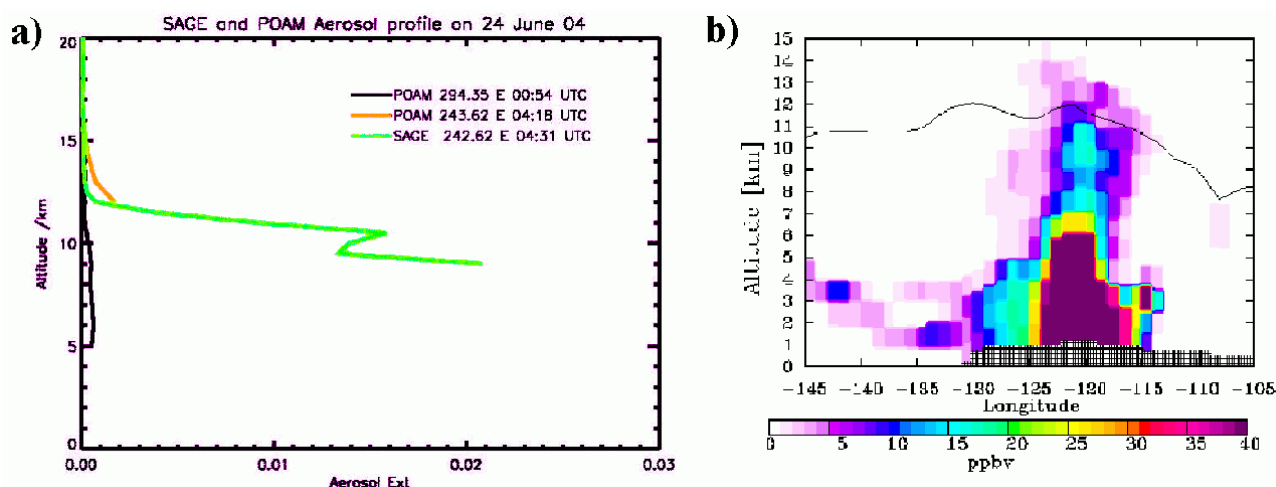 a)
SAGE and POAM Aerosol profile on 24 June 04
20
15
10
5
0
Altitude /km
POAM 294.35 E 00:54 UTC
POAM 243.62 E 04:18 UTC
SAGE 242.62 E 04:31 UTC
0.00 0.01 0.02 0.03
Aerosol Ext
b)
15
14
13
12
11
10
9
8
7
6
5
4
3
2
1
0
Altitude [km]
-145 -140 -135 -130 -125 -120 -115 -110 -105
Longitude
0 5 10 15 20 25 30 35 40
ppbv